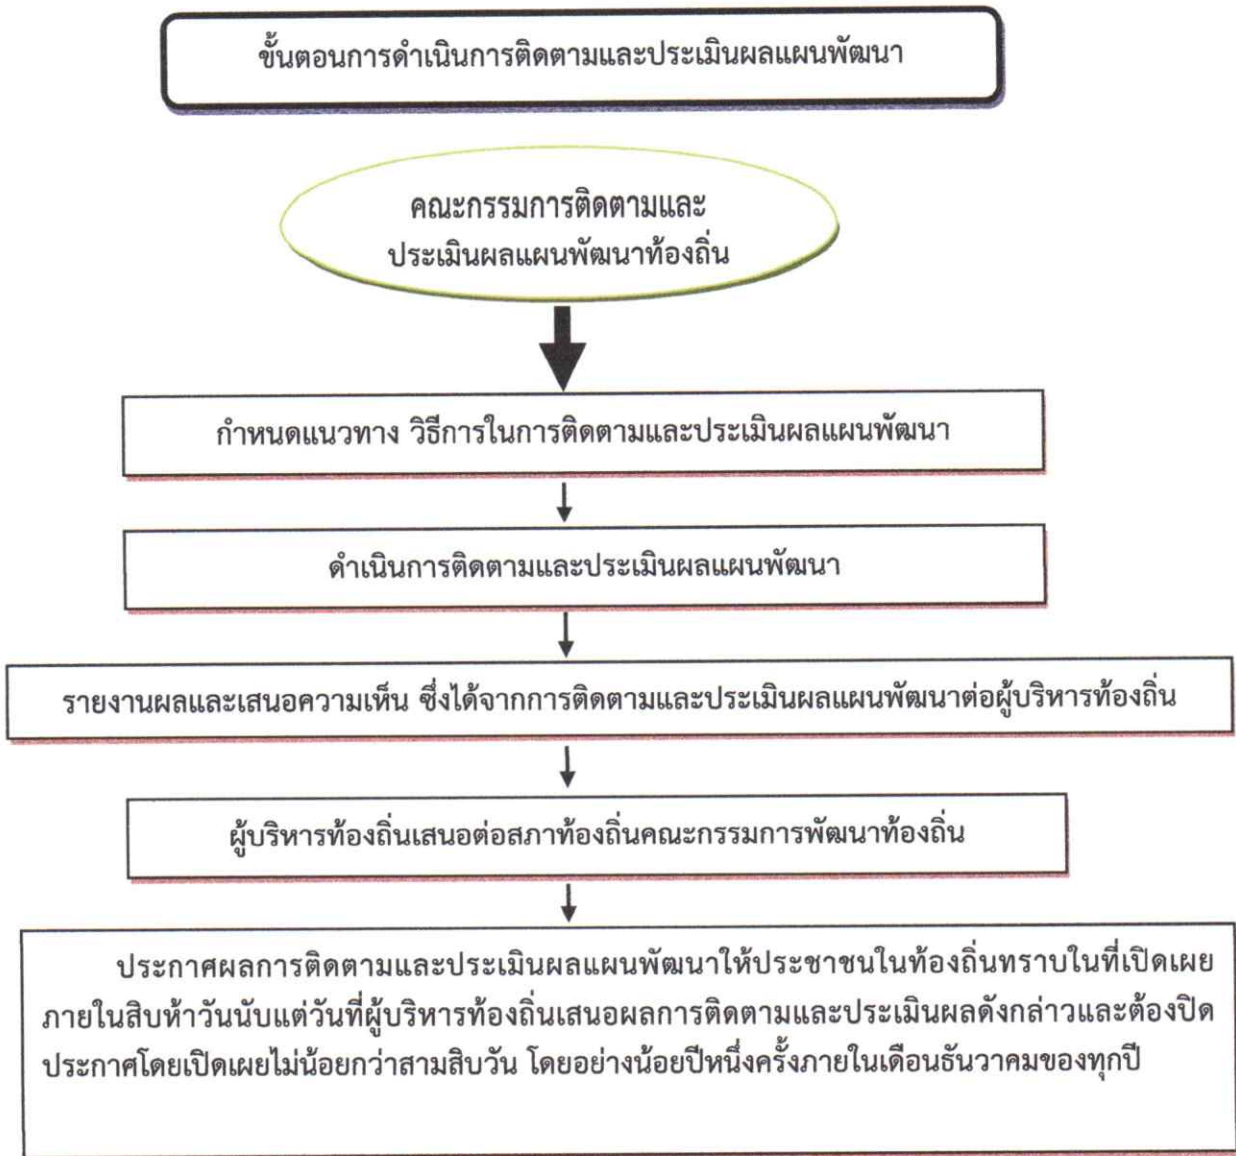 ขั้นตอนการดำเนินการติดตามและประเมินผลแผนพัฒนา
คณะกรรมการติดตามและ
ประเมินผลแผนพัฒนาท้องถิ่น
กำหนดแนวทาง วิธีการในการติดตามและประเมินผลแผนพัฒนา
ดำเนินการติดตามและประเมินผลแผนพัฒนา
รายงานผลและเสนอความเห็น ซึ่งได้จากการติดตามและประเมินผลแผนพัฒนาต่อผู้บริหารท้องถิ่น
ผู้บริหารท้องถิ่นเสนอต่อสภาท้องถิ่นคณะกรรมการพัฒนาท้องถิ่น
ประกาศผลการติดตามและประเมินผลแผนพัฒนาให้ประชาชนในท้องถิ่นทราบในที่เปิดเผย
ภายในสิบห้าวันนับแต่วันที่ผู้บริหารท้องถิ่นเสนอผลการติดตามและประเมินผลดังกล่าวและต้องปิด
ประกาศโดยเปิดเผยไม่น้อยกว่าสามสิบวัน โดยอย่างน้อยปีหนึ่งครั้งภายในเดือนธันวาคมของทุกปี